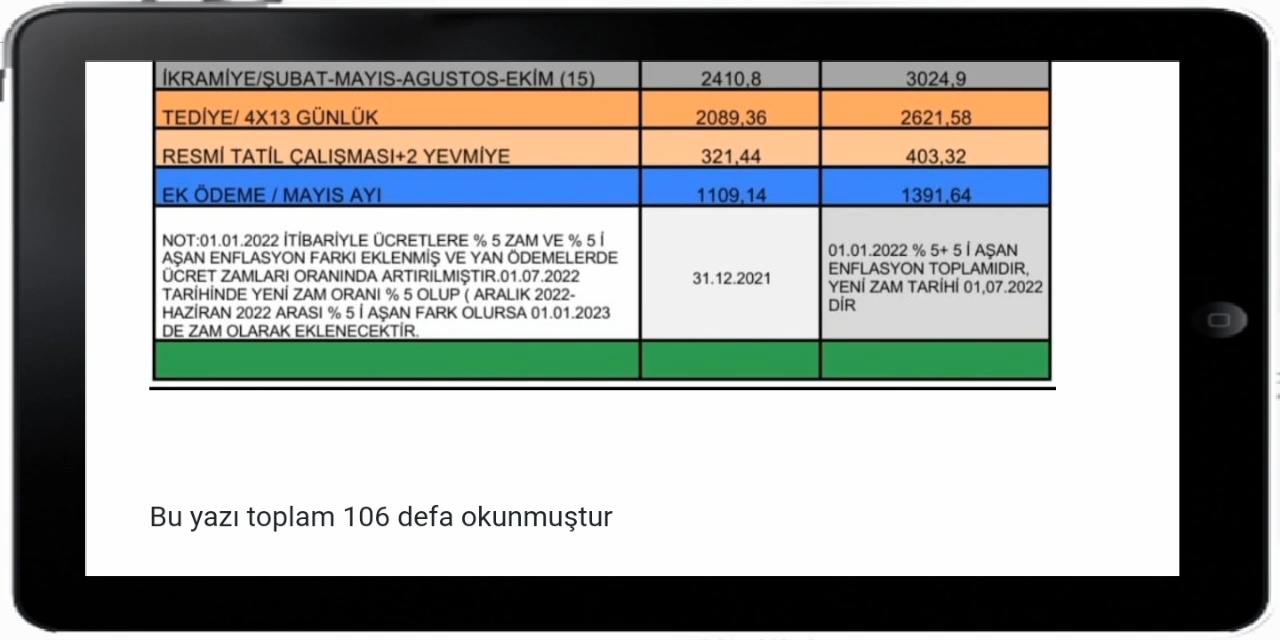 İKRAMİYE/ŞUBAT-MAYIS-AGUSTOS-EKİM (15) 2410,8 3024,9
TEDİYE/ 4X13 GÜNLÜK 2089,36 2621,58
RESMİ TATİL ÇALIŞMASI+2 YEVMİYE 321,44 403,32
EK ÖDEME / MAYIS AYI 1109,14 1391,64
NOT:01.01.2022 İTİBARİYLE ÜCRETLERE % 5 ZAM VE % 5 İ
AŞAN ENFLASYON FARKI EKLENMİŞ VE YAN ÖDEMELERDE
ÜCRET ZAMLARI ORANINDA ARTIRILMIŞTIR.01.07.2022
TARİHİNDE YENİ ZAM ORANI % 5 OLUP ( ARALIK 2022-
HAZİRAN 2022 ARASI % 5 İ AŞAN FARK OLURSA 01.01.2023
DE ZAM OLARAK EKLENECEKTİR.
31.12.2021
01.01.2022 % 5+ 5 İ AŞAN
ENFLASYON TOPLAMIDIR,
YENİ ZAM TARİHİ 01,07.2022
DİR
Bu yazı toplam 106 defa okunmuştur